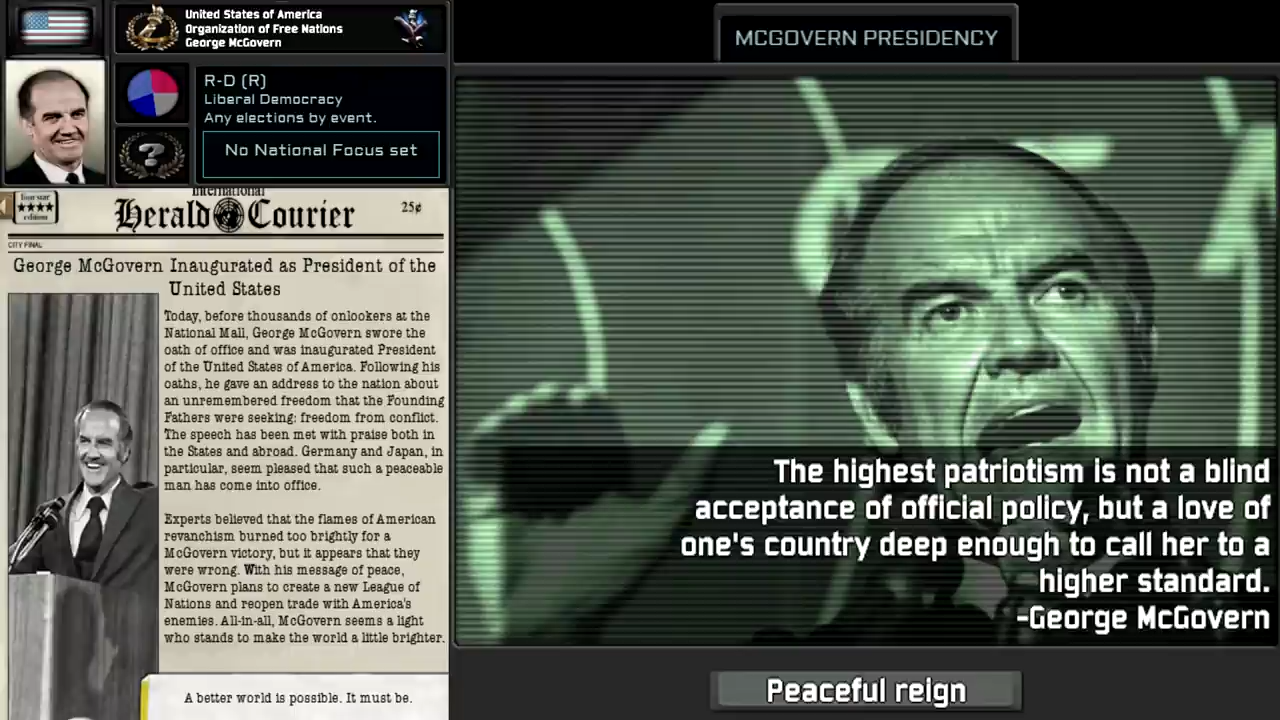 United States of America
Organization of Free Nations
George McGovern
R-D (R)
Liberal Democracy
Any elections by event.
No National Focus set
?
International
Herald Courier
25¢
four star
★★★★
edition
CITY FINAL
George McGovern Inaugurated as President of the
United States
Today, before thousands of onlookers at the
National Mall, George McGovern swore the
oath of office and was inaugurated President
of the United States of America. Following his
oaths, he gave an address to the nation about
an unremembered freedom that the Founding
Fathers were seeking: freedom from conflict.
The speech has been met with praise both in
the States and abroad. Germany and Japan, in
particular, seem pleased that such a peaceable
man has come into office.
Experts believed that the flames of American
revanchism burned too brightly for a
McGovern victory, but it appears that they
were wrong. With his message of peace,
McGovern plans to create a new League of
Nations and reopen trade with America's
enemies. All-in-all, McGovern seems a light
who stands to make the world a little brighter.
A better world is possible. It must be.
MCGOVERN PRESIDENCY
The highest patriotism is not a blind
acceptance of official policy, but a love of
one's country deep enough to call her to a
higher standard.
-George McGovern
Peaceful reign